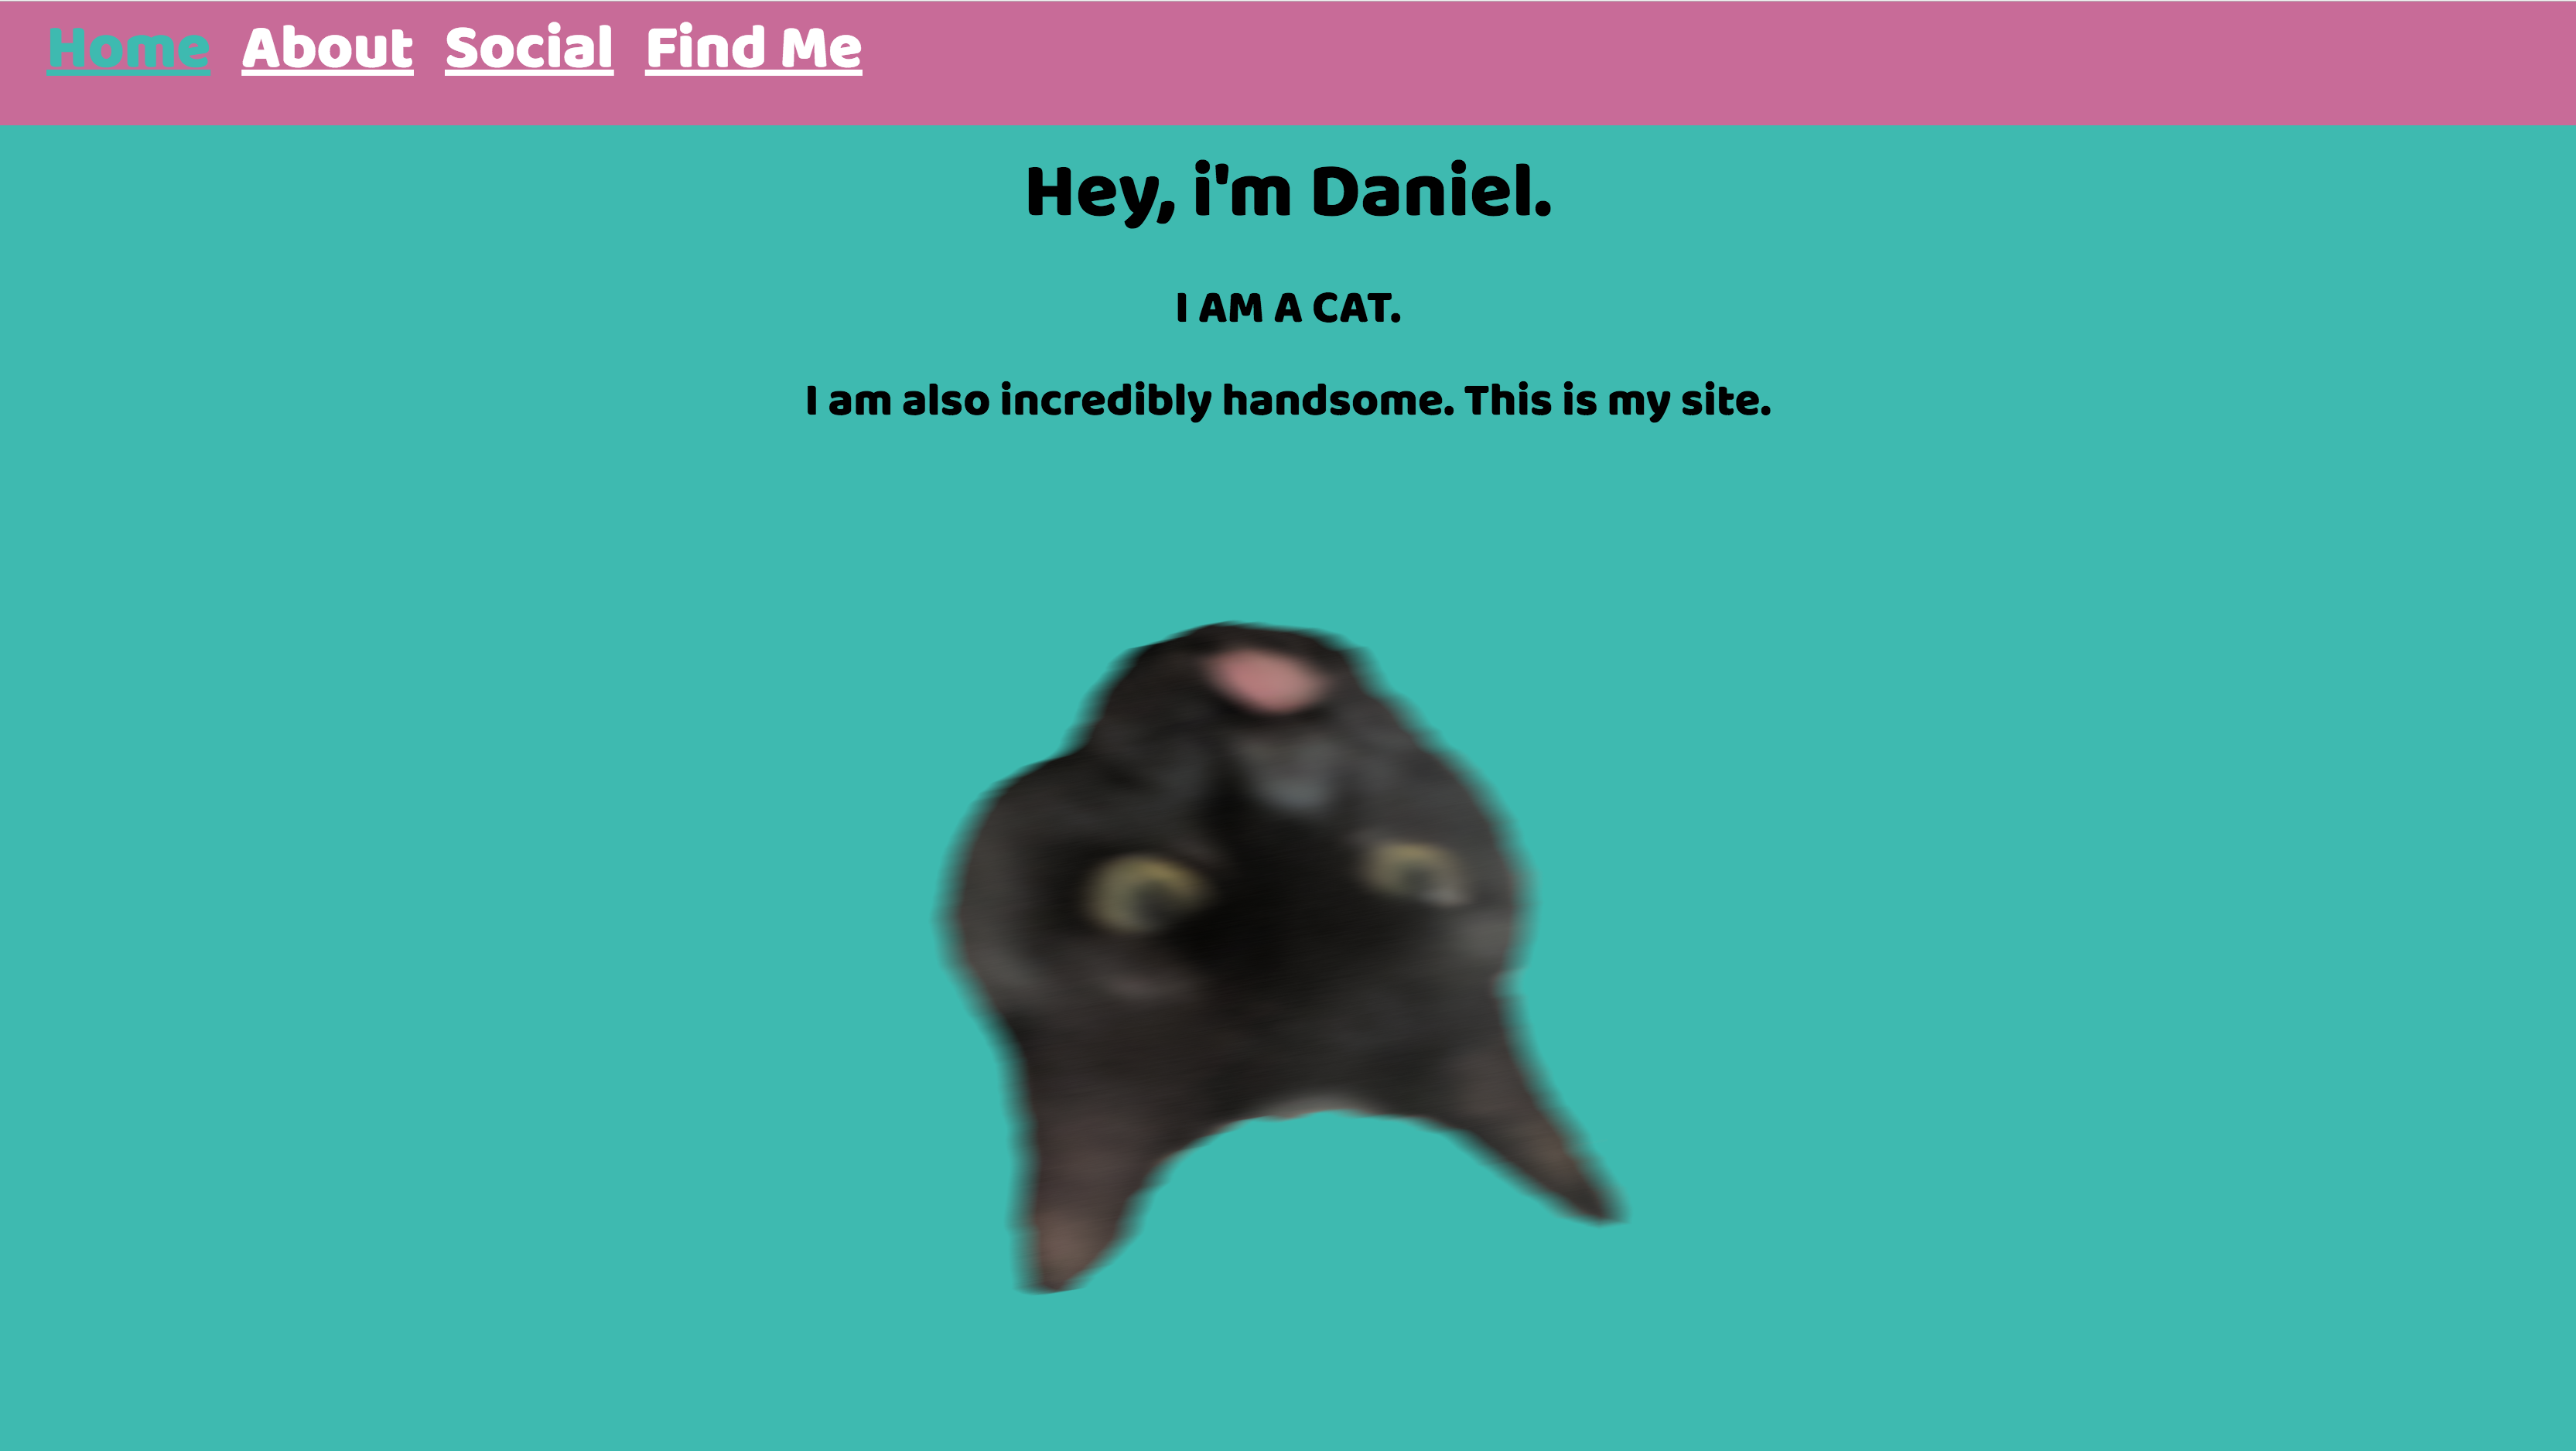 Home About Social Find Me
Hey, i'm Daniel.
I AM A CAT.
I am also incredibly handsome. This is my site.